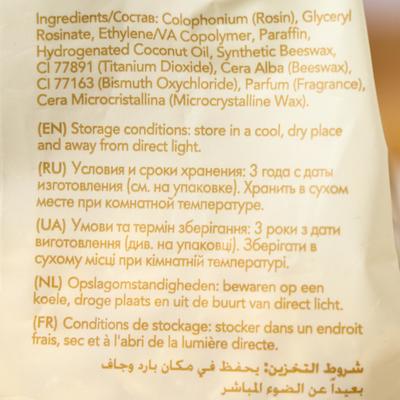 Ingredients/Состав: Colophonium (Rosin), Glyceryl
Rosinate, Ethylene/VA Copolymer, Paraffin,
Hydrogenated Coconut Oil, Synthetic Beeswax,
CI 77891 (Titanium Dioxide), Cera Alba (Beeswax),
CI 77163 (Bismuth Oxychloride), Parfum (Fragrance),
Cera Microcristallina (Microcrystalline Wax).
(EN) Storage conditions: store in a cool, dry place
and away from direct light.
(RU) Условия и сроки хранения: 3 года с даты
изготовления (см. на упаковке). Хранить в сухом
месте при комнатной температуре.
(UA) Умови та термін зберігання: 3 роки з дати
виготовлення (див. на упаковці). Зберігати в
сухому місці при кімнатній температурі.
(NL) Opslagomstandigheden: bewaren op een
koele, droge plaats en uit de buurt van direct licht.
(FR) Conditions de stockage: stocker dans un endroit
frais, sec et à l'abri de la lumière directe.
شروط التخزين: يحفظ في مكان بارد وجاف
بعيداً عن الضوء المباشر